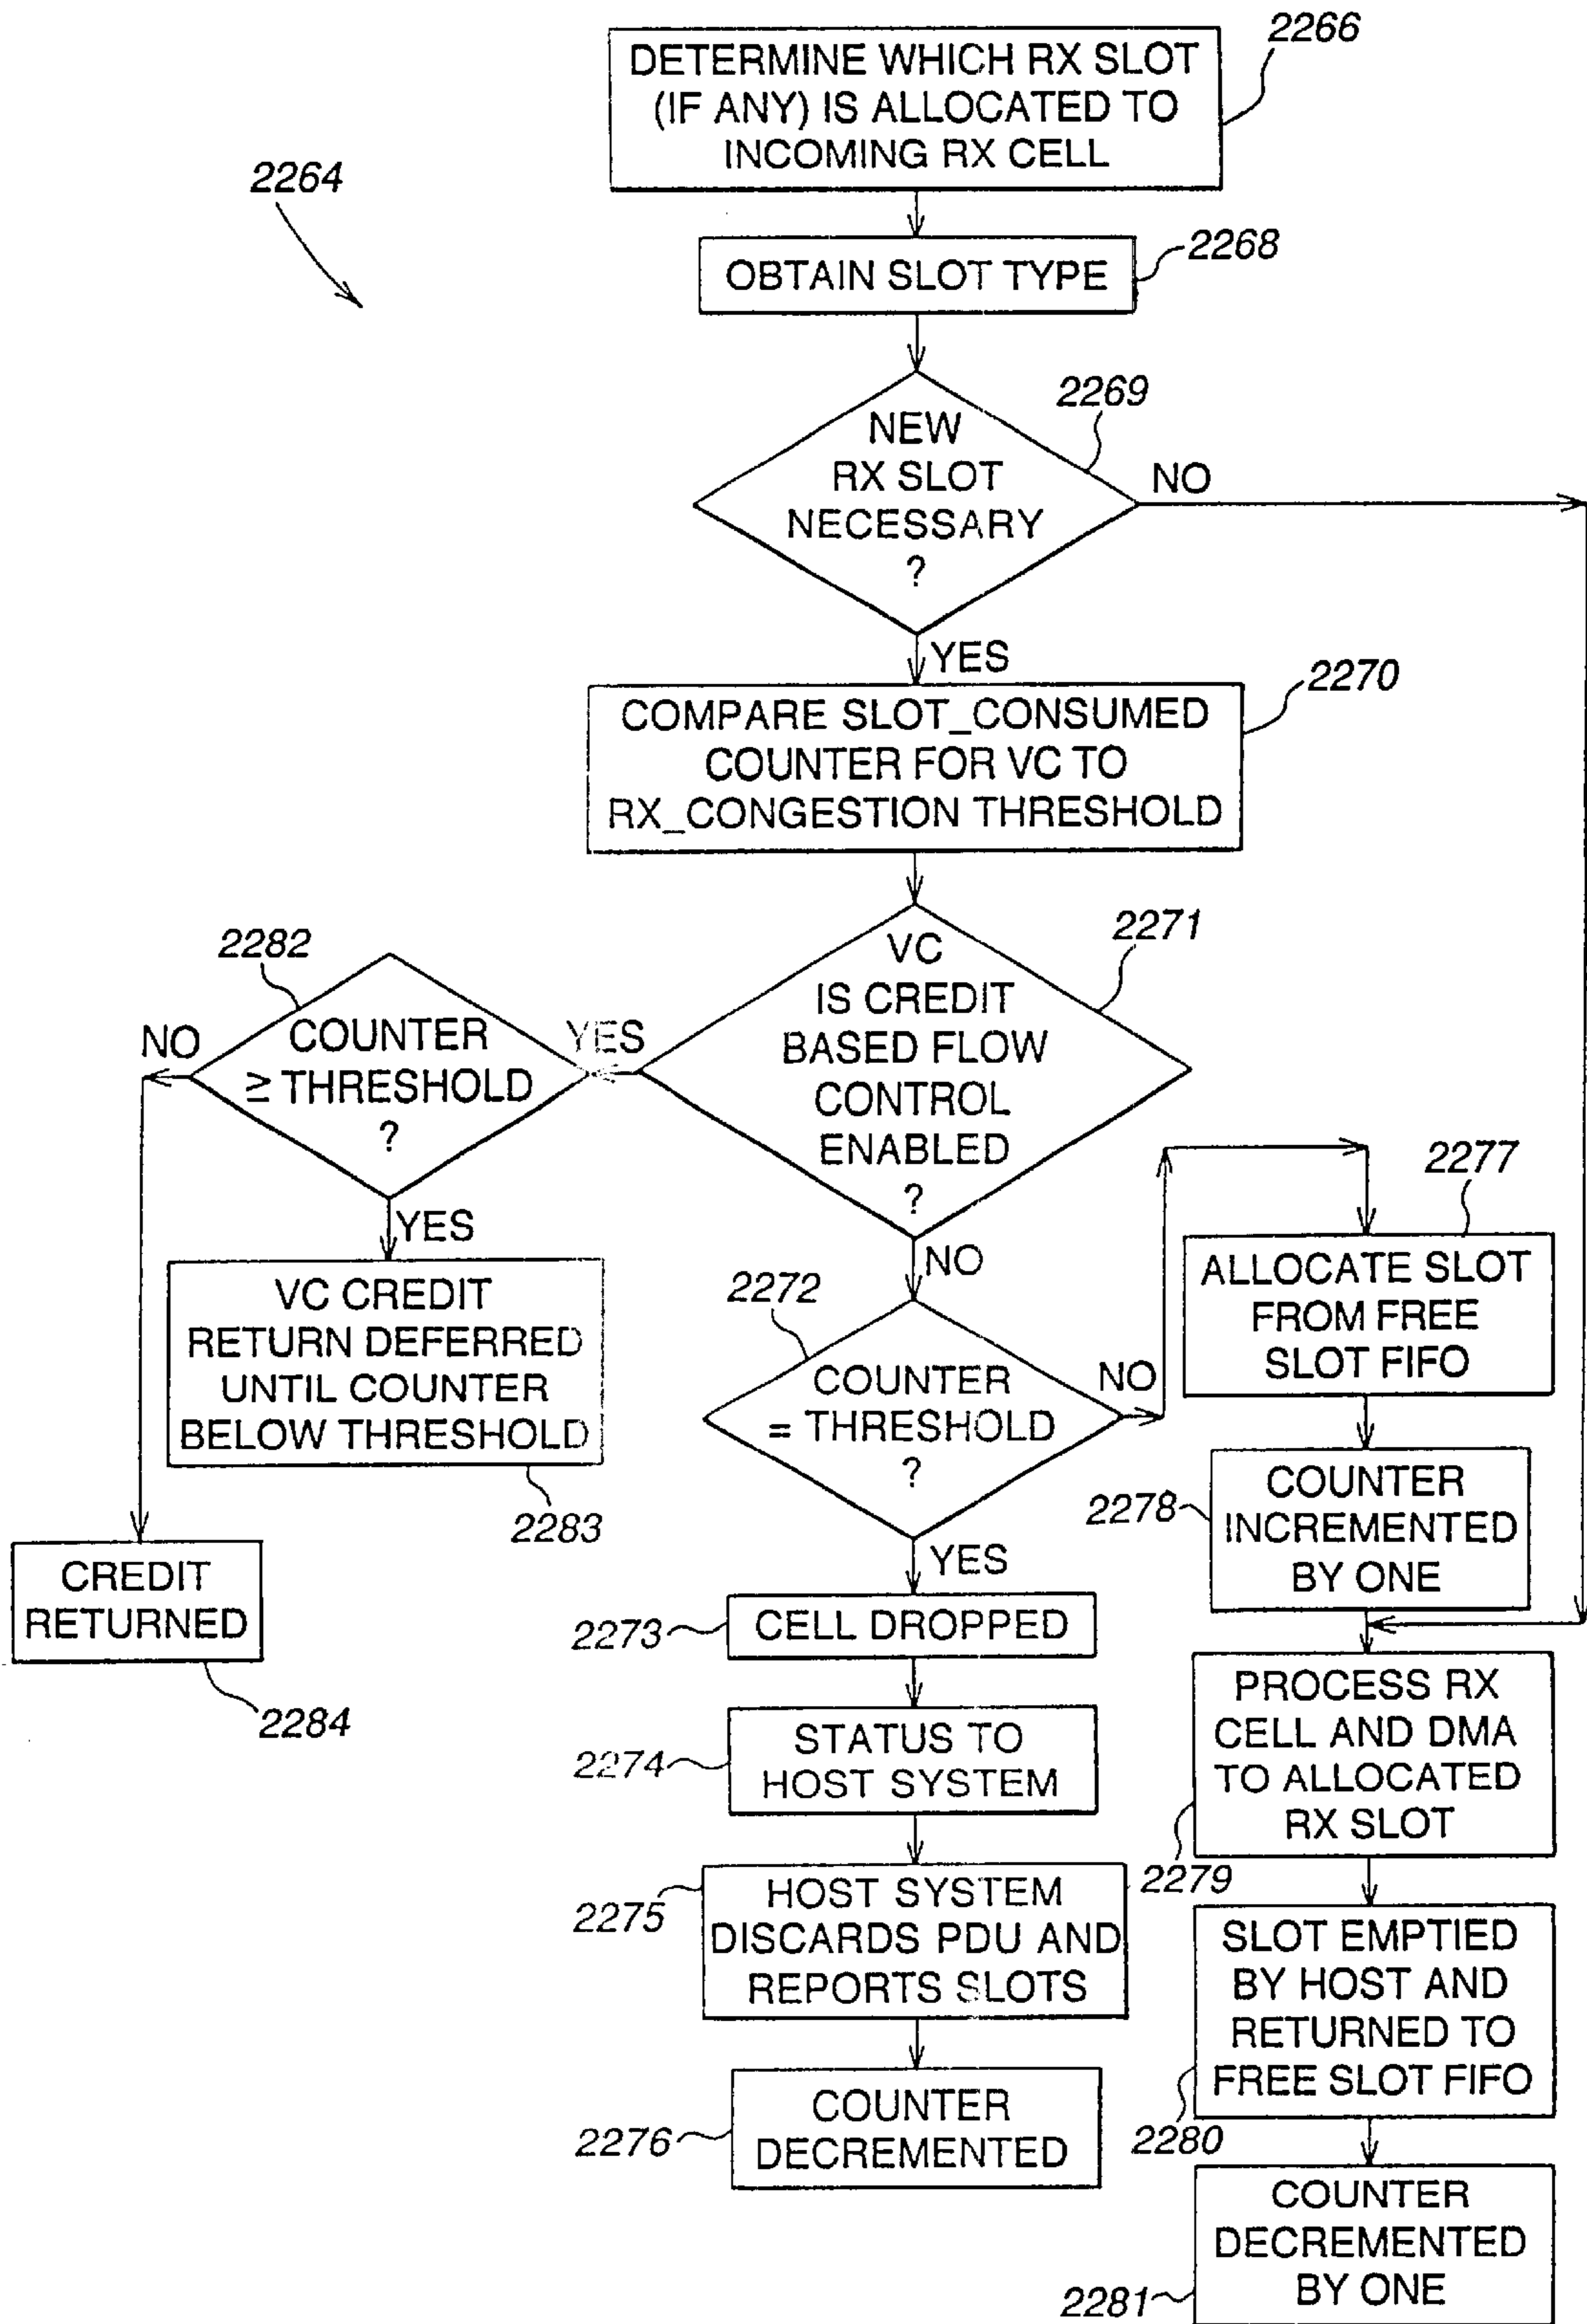 2266
DETERMINE WHICH RX SLOT
(IF ANY) IS ALLOCATED TO
INCOMING RX CELL
2264
2268
OBTAIN SLOT TYPE
2269
NEW
RX SLOT
NECESSARY
?
NO
YES
2270
COMPARE SLOT_CONSUMED
COUNTER FOR VC TO
RX_CONGESTION THRESHOLD
2271
VC
IS CREDIT
BASED FLOW
CONTROL
ENABLED
?
YES
NO
2282
COUNTER
≥ THRESHOLD
?
NO
YES
VC CREDIT
RETURN DEFERRED
UNTIL COUNTER
BELOW THRESHOLD
2283
CREDIT
RETURNED
2284
2272
COUNTER
= THRESHOLD
?
NO
YES
2273
CELL DROPPED
2274
STATUS TO
HOST SYSTEM
2275
HOST SYSTEM
DISCARDS PDU AND
REPORTS SLOTS
2276
COUNTER
DECREMENTED
2277
ALLOCATE SLOT
FROM FREE
SLOT FIFO
2278
COUNTER
INCREMENTED
BY ONE
PROCESS RX
CELL AND DMA
TO ALLOCATED
RX SLOT
2279
SLOT EMPTIED
BY HOST AND
RETURNED TO
FREE SLOT FIFO
2280
COUNTER
DECREMENTED
BY ONE
2281